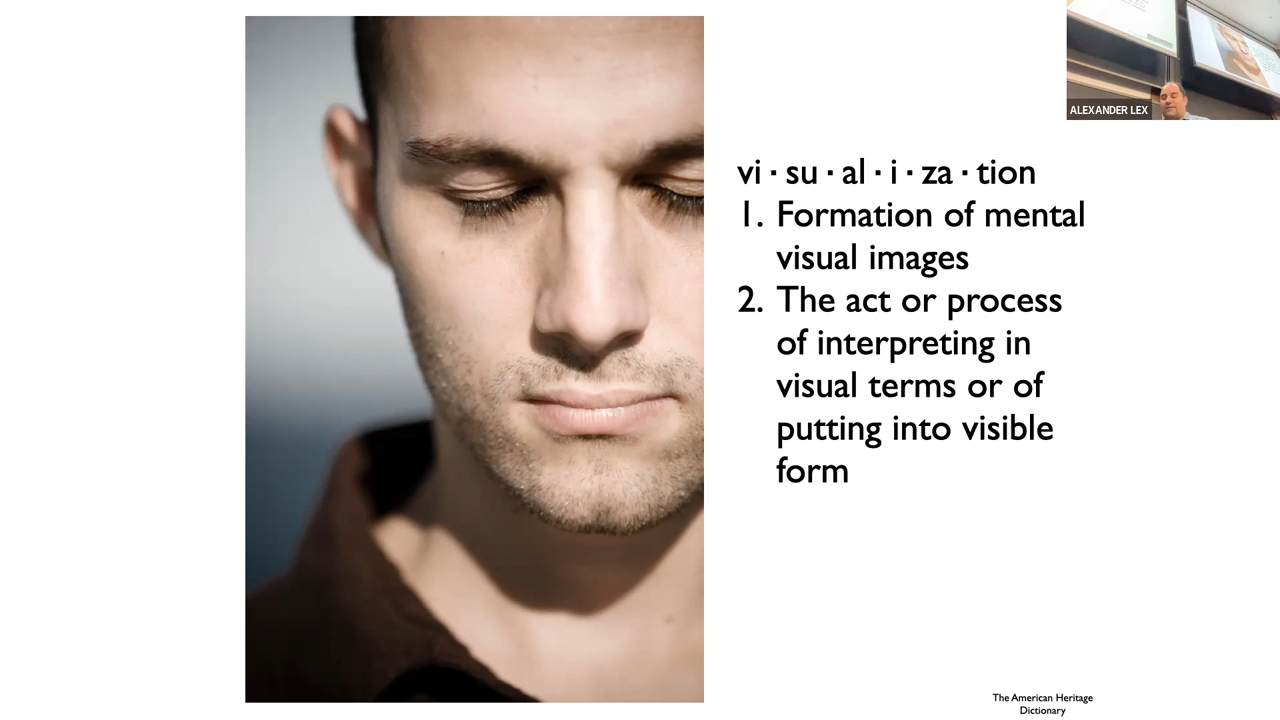 ALEXANDER LEX
vi · su · al · i · za · tion
1. Formation of mental
visual images
2. The act or process
of interpreting in
visual terms or of
putting into visible
form
The American Heritage
Dictionary